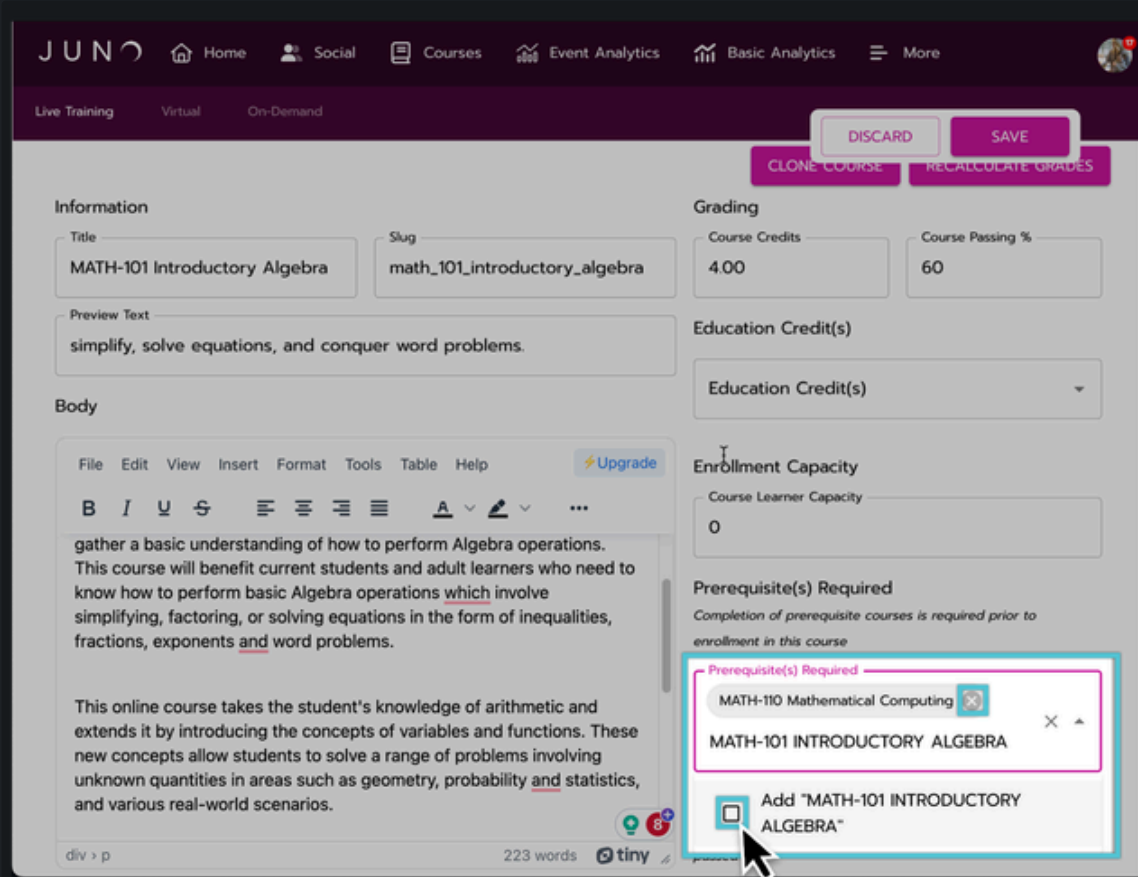 JUNO
Home
Social
Courses
Event Analytics
Basic Analytics
More
17
Live Training
Virtual
On-Demand
DISCARD
SAVE
CLONE COURSE
RECALCULATE GRADES
Information
Title
MATH-101 Introductory Algebra
Slug
math_101_introductory_algebra
Preview Text
simplify, solve equations, and conquer word problems.
Body
File Edit View Insert Format Tools Table Help
⚡Upgrade
B I U S A
gather a basic understanding of how to perform Algebra operations.
This course will benefit current students and adult learners who need to
know how to perform basic Algebra operations which involve
simplifying, factoring, or solving equations in the form of inequalities,
fractions, exponents and word problems.
This online course takes the student's knowledge of arithmetic and
extends it by introducing the concepts of variables and functions. These
new concepts allow students to solve a range of problems involving
unknown quantities in areas such as geometry, probability and statistics,
and various real-world scenarios.
8
div › p
223 words
tiny
Grading
Course Credits
4.00
Course Passing %
60
Education Credit(s)
Education Credit(s)
Enrollment Capacity
Course Learner Capacity
0
Prerequisite(s) Required
Completion of prerequisite courses is required prior to
enrollment in this course
Prerequisite(s) Required
MATH-110 Mathematical Computing
MATH-101 INTRODUCTORY ALGEBRA
Add "MATH-101 INTRODUCTORY
ALGEBRA"